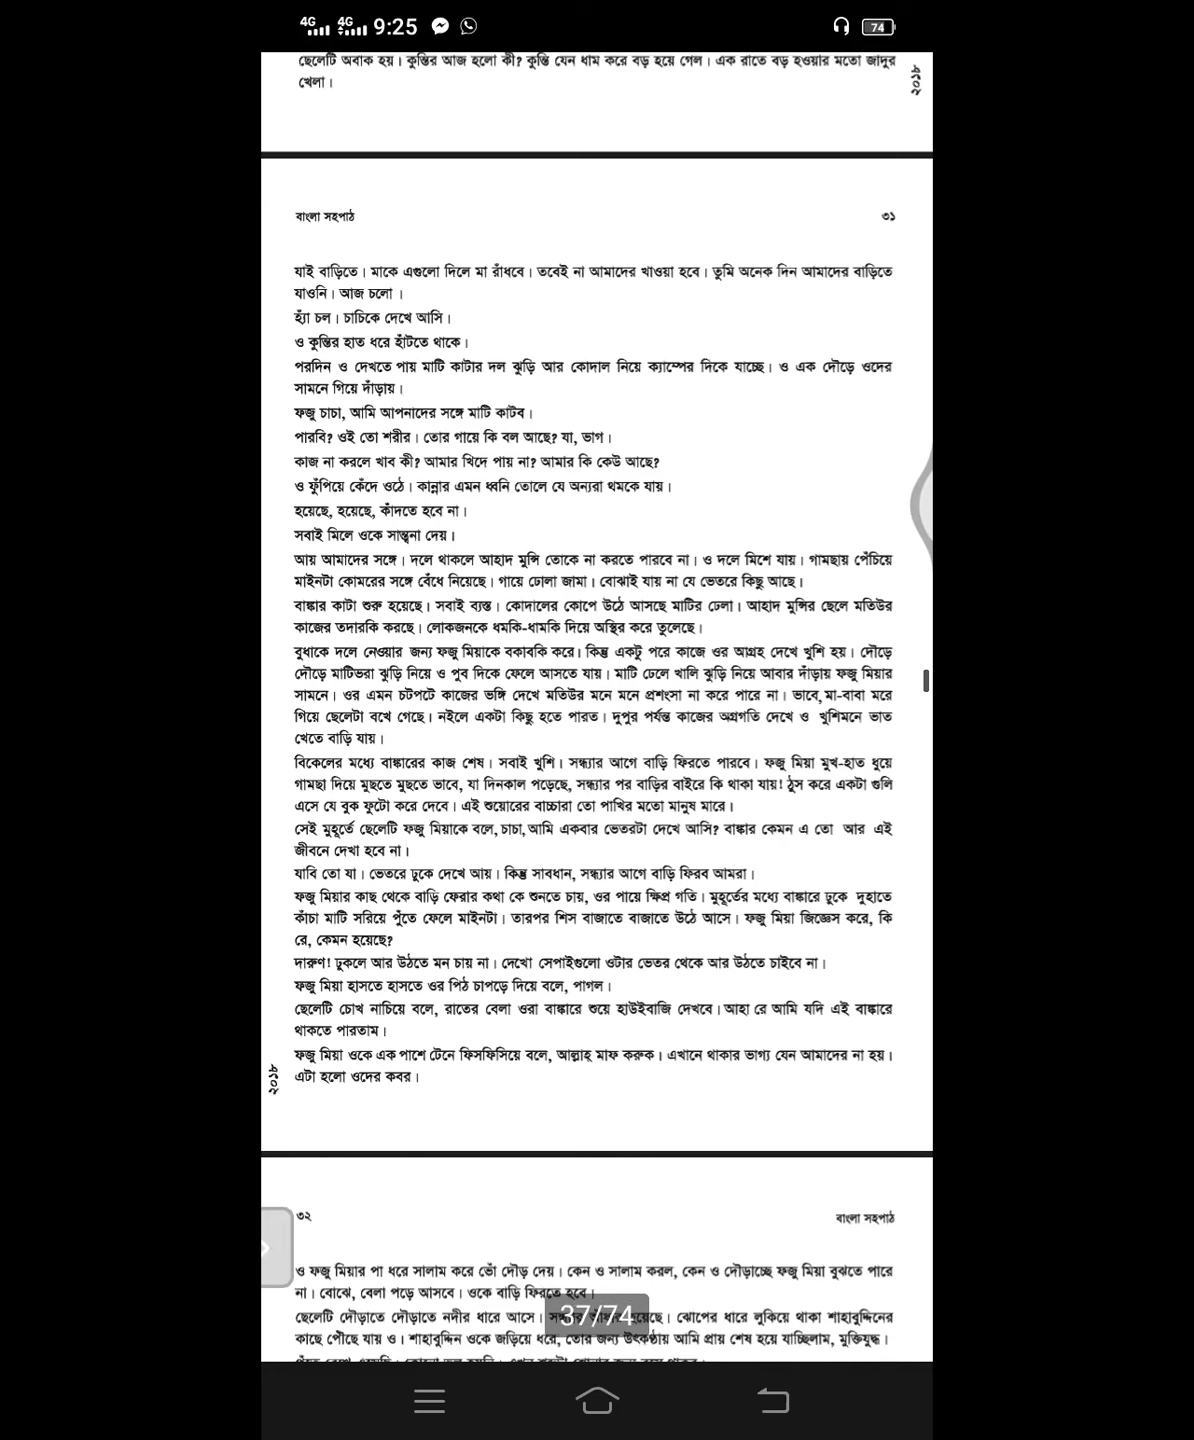 4G 4G 9:25 74
ছেলেটি অবাক হয়। কুন্তির আজ হলো কী? কুন্তি যেন ধাম করে বড় হয়ে গেল। এক রাতে বড় হওয়ার মতো জাদুর
খেলা।
২০১৮
বাংলা সহপাঠ ৩১
যাই বাড়িতে। মাকে এগুলো দিলে মা রাঁধবে। তবেই না আমাদের খাওয়া হবে। তুমি অনেক দিন আমাদের বাড়িতে
যাওনি। আজ চলো ।
হ্যাঁ চল। চাচিকে দেখে আসি।
ও কুন্তির হাত ধরে হাঁটতে থাকে।
পরদিন ও দেখতে পায় মাটি কাটার দল ঝুড়ি আর কোদাল নিয়ে ক্যাম্পের দিকে যাচ্ছে। ও এক দৌড়ে ওদের
সামনে গিয়ে দাঁড়ায়।
ফজু চাচা, আমি আপনাদের সঙ্গে মাটি কাটব।
পারবি? ওই তো শরীর। তোর গায়ে কি বল আছে? যা, ভাগ।
কাজ না করলে খাব কী? আমার খিদে পায় না? আমার কি কেউ আছে?
ও ফুঁপিয়ে কেঁদে ওঠে। কান্নার এমন ধ্বনি তোলে যে অন্যরা থমকে যায়।
হয়েছে, হয়েছে, কাঁদতে হবে না।
সবাই মিলে ওকে সান্ত্বনা দেয়।
আয় আমাদের সঙ্গে। দলে থাকলে আহাদ মুন্সি তোকে না করতে পারবে না। ও দলে মিশে যায়। গামছায় পেঁচিয়ে
মাইনটা কোমরের সঙ্গে বেঁধে নিয়েছে। গায়ে ঢোলা জামা। বোঝাই যায় না যে ভেতরে কিছু আছে।
বাঙ্কার কাটা শুরু হয়েছে। সবাই ব্যস্ত। কোদালের কোপে উঠে আসছে মাটির ঢেলা। আহাদ মুন্সির ছেলে মতিউর
কাজের তদারকি করছে। লোকজনকে ধমকি-ধামকি দিয়ে অস্থির করে তুলেছে।
বুধাকে দলে নেওয়ার জন্য ফজু মিয়াকে বকাবকি করে। কিন্তু একটু পরে কাজে ওর আগ্রহ দেখে খুশি হয়। দৌড়ে
দৌড়ে মাটিভরা ঝুড়ি নিয়ে ও পুব দিকে ফেলে আসতে যায়। মাটি ঢেলে খালি ঝুড়ি নিয়ে আবার দাঁড়ায় ফজু মিয়ার
সামনে। ওর এমন চটপটে কাজের ভঙ্গি দেখে মতিউর মনে মনে প্রশংসা না করে পারে না। ভাবে, মা-বাবা মরে
গিয়ে ছেলেটা বখে গেছে। নইলে একটা কিছু হতে পারত। দুপুর পর্যন্ত কাজের অগ্রগতি দেখে ও খুশিমনে ভাত
খেতে বাড়ি যায়।
বিকেলের মধ্যে বাঙ্কারের কাজ শেষ। সবাই খুশি। সন্ধ্যার আগে বাড়ি ফিরতে পারবে। ফজু মিয়া মুখ-হাত ধুয়ে
গামছা দিয়ে মুছতে মুছতে ভাবে, যা দিনকাল পড়েছে, সন্ধ্যার পর বাড়ির বাইরে কি থাকা যায়! ঠুস করে একটা গুলি
এসে যে বুক ফুটো করে দেবে। এই শুয়োরের বাচ্চারা তো পাখির মতো মানুষ মারে।
সেই মুহূর্তে ছেলেটি ফজু মিয়াকে বলে, চাচা, আমি একবার ভেতরটা দেখে আসি? বাঙ্কার কেমন এ তো আর এই
জীবনে দেখা হবে না।
যাবি তো যা। ভেতরে ঢুকে দেখে আয়। কিন্তু সাবধান, সন্ধ্যার আগে বাড়ি ফিরব আমরা।
ফজু মিয়ার কাছ থেকে বাড়ি ফেরার কথা কে শুনতে চায়, ওর পায়ে ক্ষিপ্র গতি। মুহূর্তের মধ্যে বাঙ্কারে ঢুকে দুহাতে
কাঁচা মাটি সরিয়ে পুঁতে ফেলে মাইনটা। তারপর শিস বাজাতে বাজাতে উঠে আসে। ফজু মিয়া জিজ্ঞেস করে, কি
রে, কেমন হয়েছে?
দারুণ! ঢুকলে আর উঠতে মন চায় না। দেখো সেপাইগুলো ওটার ভেতর থেকে আর উঠতে চাইবে না।
ফজু মিয়া হাসতে হাসতে ওর পিঠ চাপড়ে দিয়ে বলে, পাগল।
ছেলেটি চোখ নাচিয়ে বলে, রাতের বেলা ওরা বাঙ্কারে শুয়ে হাউইবাজি দেখবে। আহা রে আমি যদি এই বাঙ্কারে
থাকতে পারতাম।
ফজু মিয়া ওকে এক পাশে টেনে ফিসফিসিয়ে বলে, আল্লাহ মাফ করুক। এখানে থাকার ভাগ্য যেন আমাদের না হয়।
এটা হলো ওদের কবর।
২০১৮
৩২ বাংলা সহপাঠ
ও ফজু মিয়ার পা ধরে সালাম করে ভোঁ দৌড় দেয়। কেন ও সালাম করল, কেন ও দৌড়াচ্ছে ফজু মিয়া বুঝতে পারে
না। বোঝে, বেলা পড়ে আসবে। ওকে বাড়ি ফিরতে হবে।
37/74
ছেলেটি দৌড়াতে দৌড়াতে নদীর ধারে আসে। হয়েছে। ঝোপের ধারে লুকিয়ে থাকা শাহাবুদ্দিনের
কাছে পৌঁছে যায় ও। শাহাবুদ্দিন ওকে জড়িয়ে ধরে, তোর জন্য উৎকণ্ঠায় আমি প্রায় শেষ হয়ে যাচ্ছিলাম, মুক্তিযুদ্ধ।